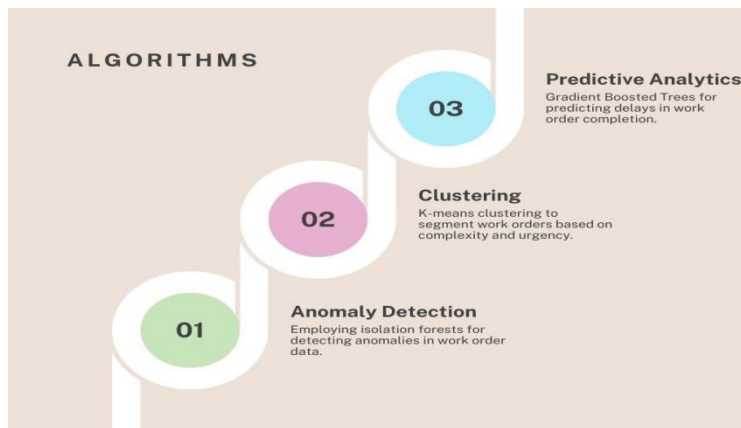 ALGORITHMS
03
Predictive Analytics
Gradient Boosted Trees for
predicting delays in work
order completion.
02
Clustering
K-means clustering to
segment work orders based on
complexity and urgency.
01
Anomaly Detection
Employing isolation forests for
detecting anomalies in work order
data.